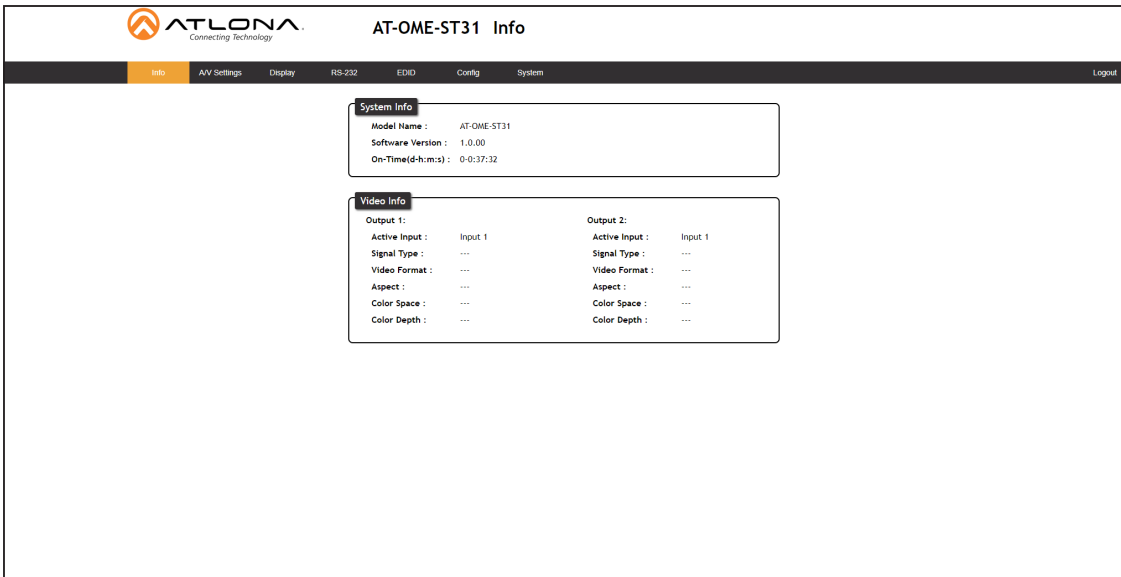 ATLONA.
Connecting Technology
AT-OME-ST31 Info
Info A/V Settings Display RS-232 EDID Config System Logout
System Info
Model Name : AT-OME-ST31
Software Version : 1.0.00
On-Time(d-h:m:s) : 0-0:37:32
Video Info
Output 1: Output 2:
Active Input : Input 1 Active Input : Input 1
Signal Type : --- Signal Type : ---
Video Format : --- Video Format : ---
Aspect : --- Aspect : ---
Color Space : --- Color Space : ---
Color Depth : --- Color Depth : ---